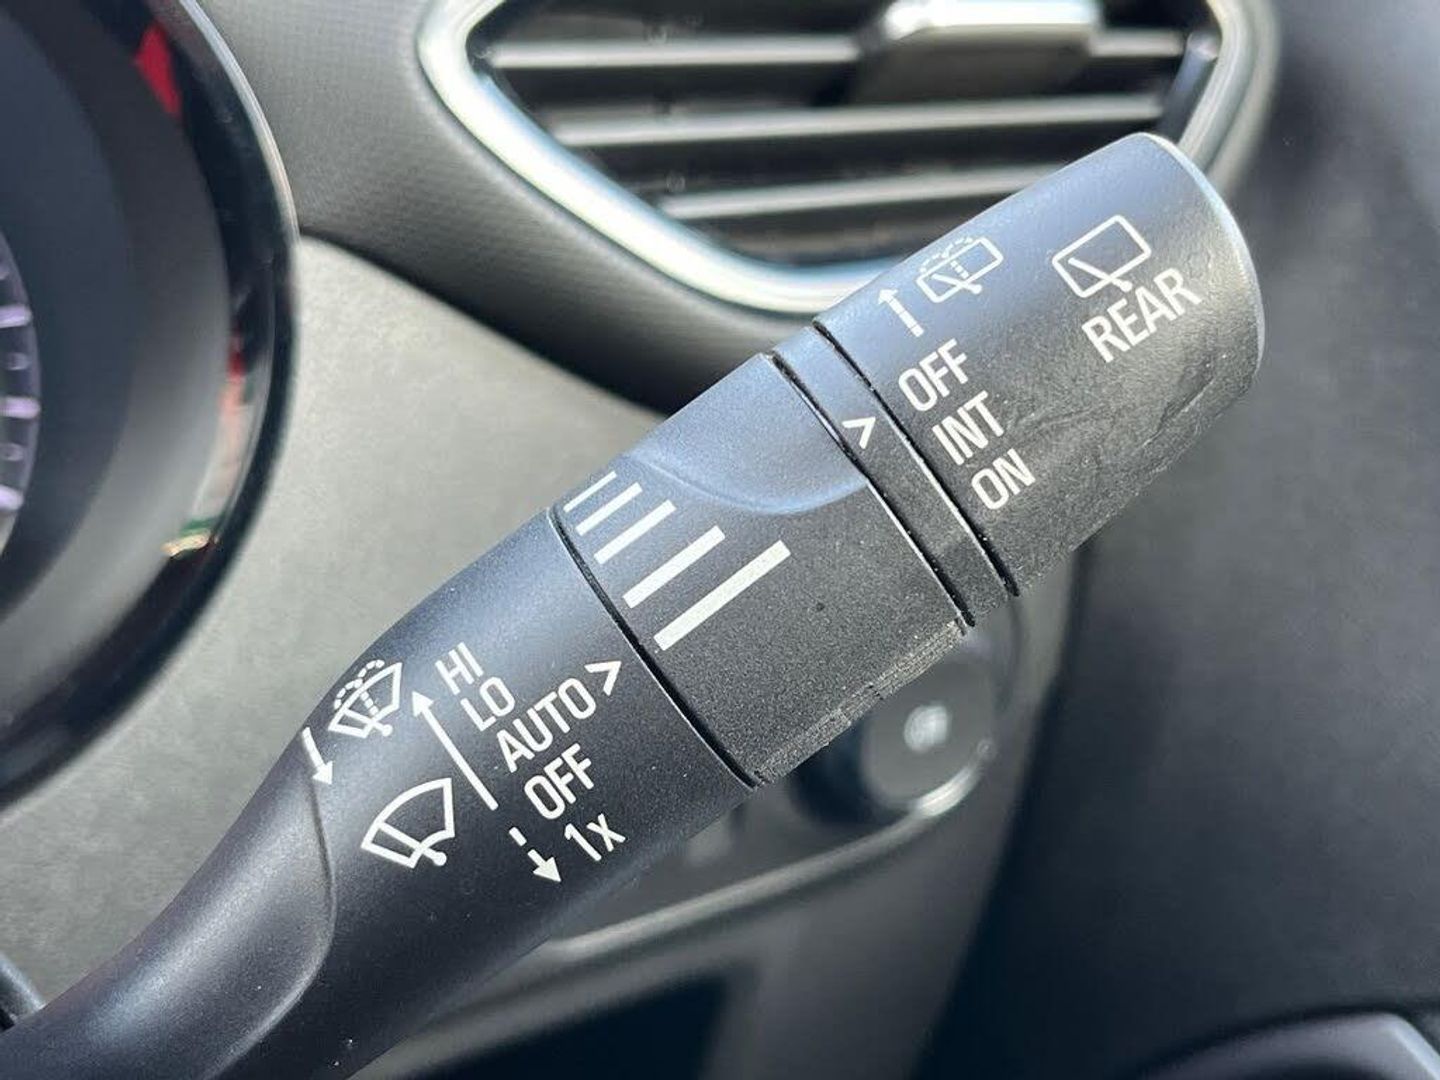 REAR
OFF
INT
ON
>
HI
LO
AUTO >
OFF
1x